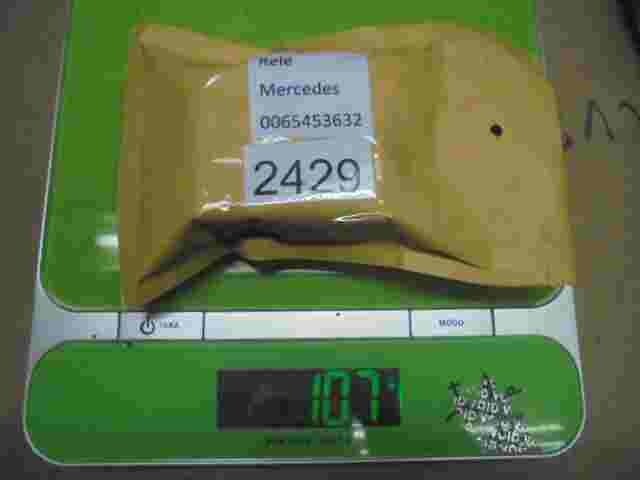 Rele
Mercedes
0065453632
2429
TARA
MODO
107